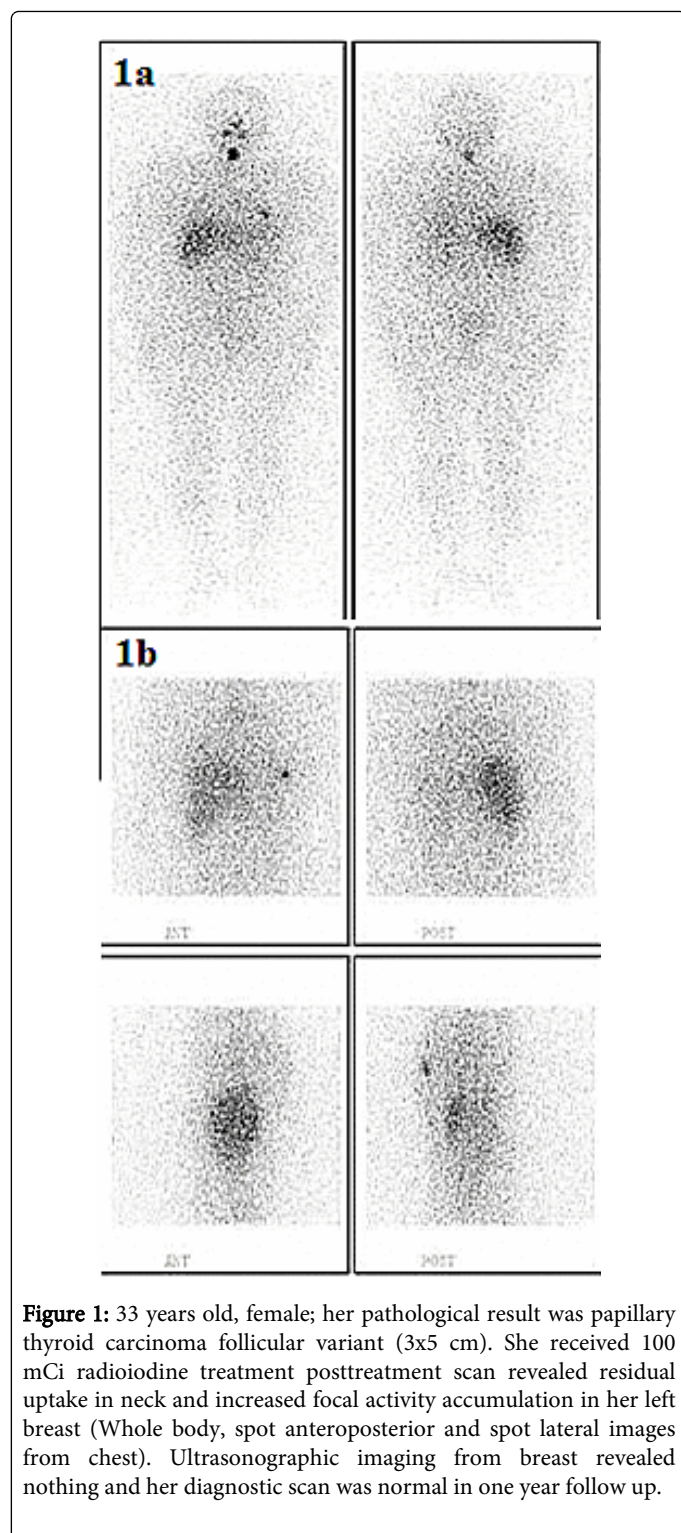 1a
1b
ANT
POST
ANT
POST
Figure 1: 33 years old, female; her pathological result was papillary
thyroid carcinoma follicular variant (3x5 cm). She received 100
mCi radioiodine treatment posttreatment scan revealed residual
uptake in neck and increased focal activity accumulation in her left
breast (Whole body, spot anteroposterior and spot lateral images
from chest). Ultrasonographic imaging from breast revealed
nothing and her diagnostic scan was normal in one year follow up.